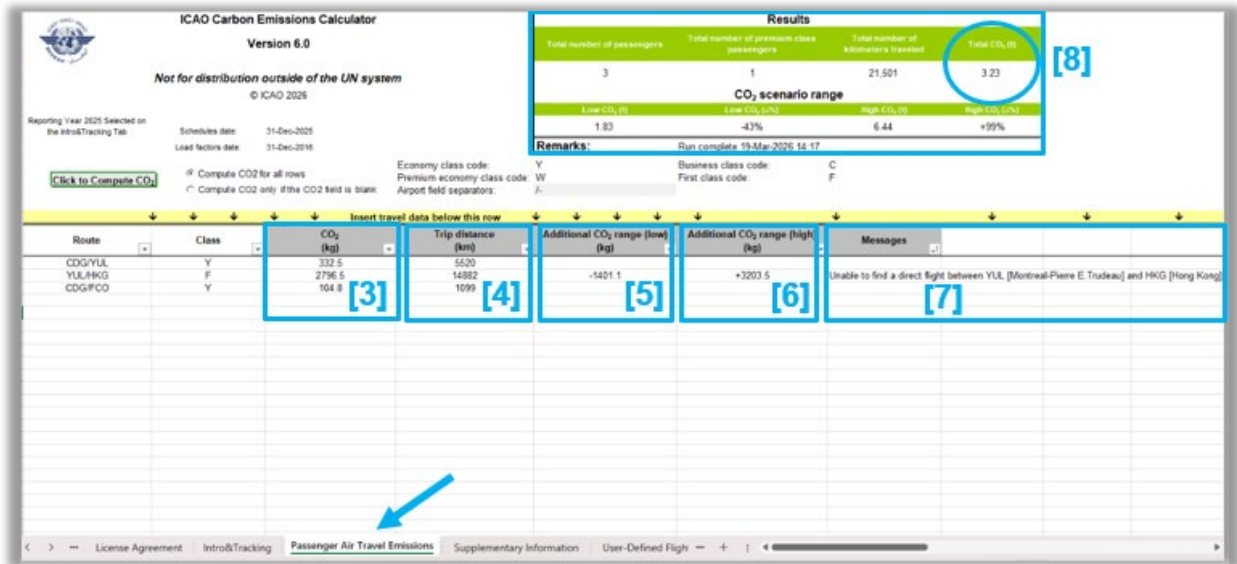 ICAO Carbon Emissions Calculator
Version 6.0
Not for distribution outside of the UN system
© ICAO 2026
Reporting Year 2025 Selected on
the Intro&Tracking Tab
Schedules date: 31-Dec-2025
Load factors date: 31-Dec-2016
Click to Compute CO₂
Compute CO2 for all rows
Compute CO2 only if the CO2 field is blank
Economy class code: Y
Premium economy class code: W
Airport field separators: /-
Business class code: C
First class code: F
Results
Total number of passengers Total number of premium class passengers Total number of kilometers traveled Total CO₂ (t)
3 1 21,501 3.23
[8]
CO₂ scenario range
Low CO₂ (t) Low CO₂ (±%) High CO₂ (t) High CO₂ (±%)
1.83 -43% 6.44 +99%
Remarks: Run complete 19-Mar-2026 14:17
Insert travel data below this row
Route Class CO₂ (kg) Trip distance (km) Additional CO₂ range (low) (kg) Additional CO₂ range (high) (kg) Messages
CDG/YUL Y 332.5 5520
YUL/HKG F 2796.5 14882 -1401.1 +3203.5 Unable to find a direct flight between YUL [Montreal-Pierre E.Trudeau] and HKG [Hong Kong]
CDG/FCO Y 104.8 1099
[3] [4] [5] [6] [7]
License Agreement Intro&Tracking Passenger Air Travel Emissions Supplementary Information User-Defined Fligh